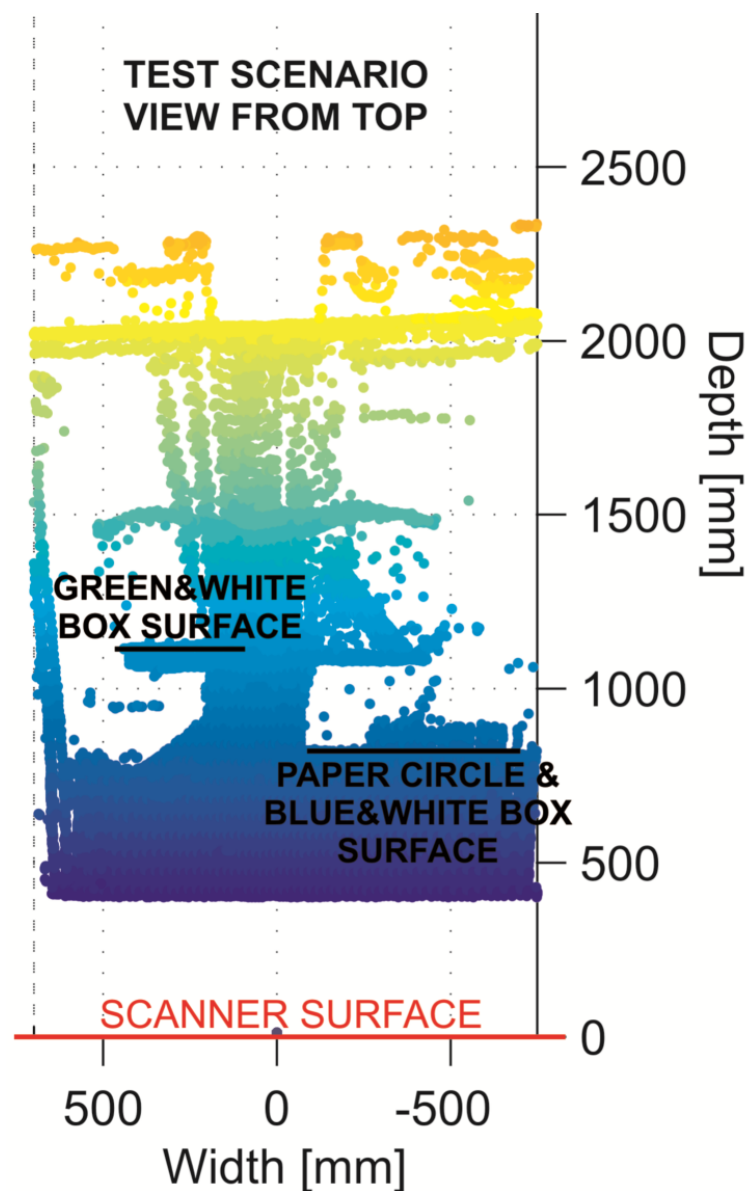 TEST SCENARIO
VIEW FROM TOP
2500
2000
Depth [mm]
1500
GREEN&WHITE
BOX SURFACE
1000
PAPER CIRCLE &
BLUE&WHITE BOX
SURFACE
500
SCANNER SURFACE
0
500 0 -500
Width [mm]